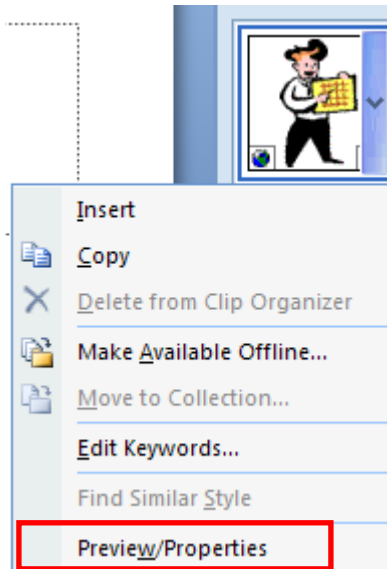 Insert
Copy
Delete from Clip Organizer
Make Available Offline...
Move to Collection...
Edit Keywords...
Find Similar Style
Preview/Properties